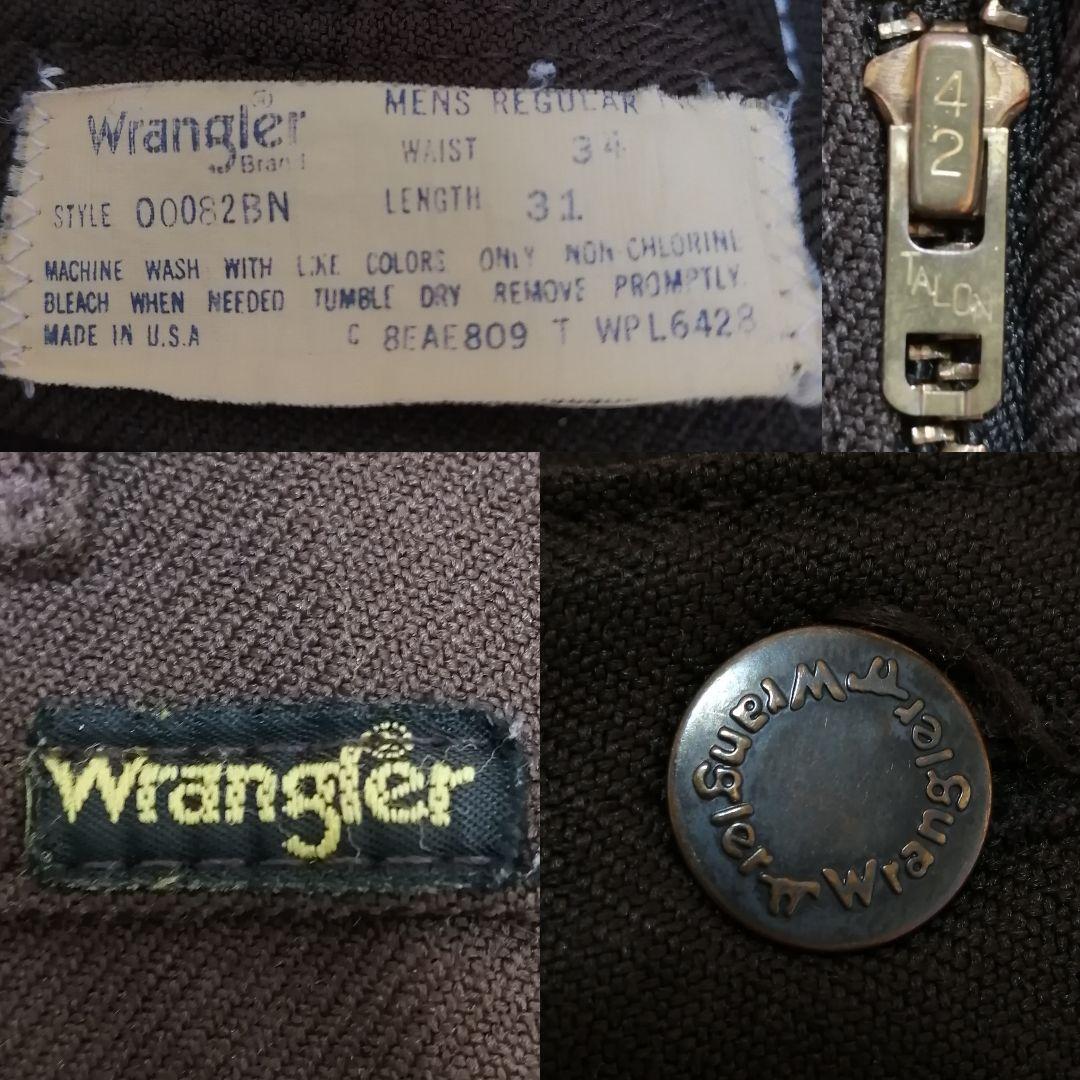 Wrangler®
Brand
MENS REGULAR
WAIST 34
STYLE 00082BN
LENGTH 31
MACHINE WASH WITH LIKE COLORS ONLY NON-CHLORINE
BLEACH WHEN NEEDED TUMBLE DRY REMOVE PROMPTLY.
MADE IN U.S.A C 8EAE809 T WPL6428
42
TALON
Wrangler®
Wrangler Wrangler